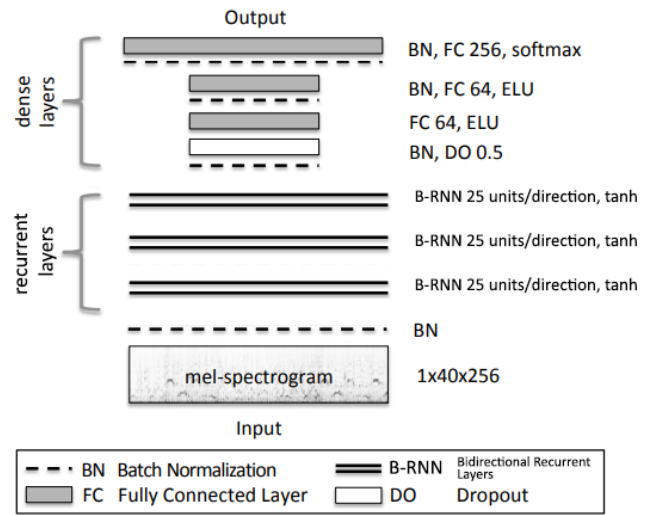 Output
BN, FC 256, softmax
BN, FC 64, ELU
FC 64, ELU
BN, DO 0.5
dense
layers
B-RNN 25 units/direction, tanh
B-RNN 25 units/direction, tanh
B-RNN 25 units/direction, tanh
recurrent
layers
BN
mel-spectrogram 1x40x256
Input
BN Batch Normalization B-RNN Bidirectional Recurrent
Layers
FC Fully Connected Layer DO Dropout